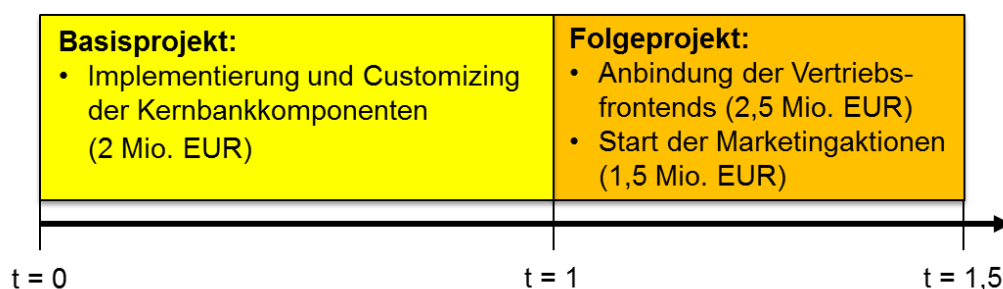 Basisprojekt:
• Implementierung und Customizing
der Kernbankkomponenten
(2 Mio. EUR)
Folgeprojekt:
• Anbindung der Vertriebs-
frontends (2,5 Mio. EUR)
• Start der Marketingaktionen
(1,5 Mio. EUR)
t = 0
t = 1
t = 1,5